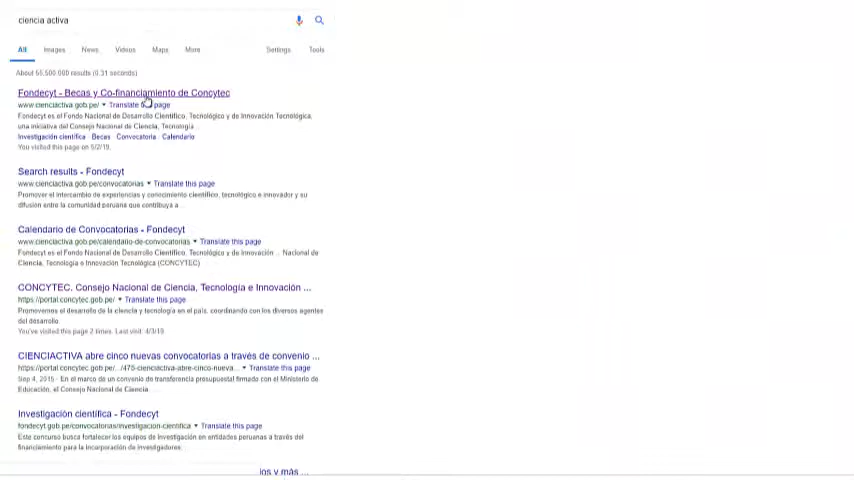 ciencia activa
All Images News Videos Maps More Settings Tools
About 55,500,000 results (0.31 seconds)
Fondecyt - Becas y Co-financiamiento de Concytec
www.cienciactiva.gob.pe/ ▾ Translate page
Fondecyt es el Fondo Nacional de Desarrollo Científico, Tecnológico y de Innovación Tecnológica,
una iniciativa del Consejo Nacional de Ciencia, Tecnología
Investigación científica · Becas · Convocatoria · Calendario
You visited this page on 5/2/19.
Search results - Fondecyt
www.cienciactiva.gob.pe/convocatorias ▾ Translate this page
Promover el intercambio de experiencias y conocimiento científico, tecnológico e innovador y su
difusión entre la comunidad peruana que contribuya a
Calendario de Convocatorias - Fondecyt
www.cienciactiva.gob.pe/calendario-de-convocatorias ▾ Translate this page
Fondecyt es el Fondo Nacional de Desarrollo Científico, Tecnológico y de Innovación ... Nacional de
Ciencia, Tecnología e Innovación Tecnológica (CONCYTEC)
CONCYTEC. Consejo Nacional de Ciencia, Tecnología e Innovación ...
https://portal.concytec.gob.pe/ ▾ Translate this page
Promovemos el desarrollo de la ciencia y tecnología en el país, coordinando con los diversos agentes
del desarrollo.
You've visited this page 2 times. Last visit: 4/3/19
CIENCIACTIVA abre cinco nuevas convocatorias a través de convenio ...
https://portal.concytec.gob.pe/.../475-cienciactiva-abre-cinco-nueva... ▾ Translate this page
Sep 4, 2015 - En el marco de un convenio de transferencia presupuestal firmado con el Ministerio de
Educación, el Consejo Nacional de Ciencia
Investigación científica - Fondecyt
fondecyt.gob.pe/convocatorias/investigacion-cientifica ▾ Translate this page
Este concurso busca fortalecer los equipos de investigación en entidades peruanas a través del
financiamiento para la incorporación de investigadores.
ios y más ...